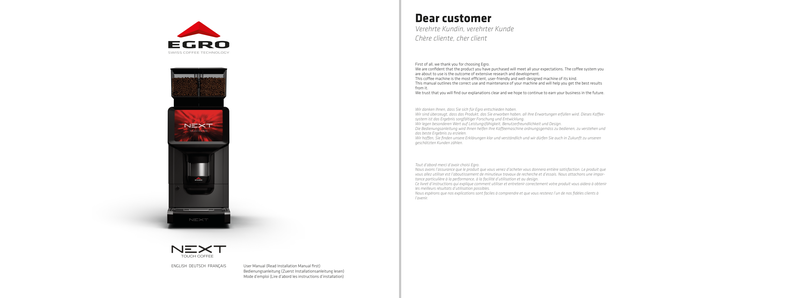 EGRO
SWISS COFFEE TECHNOLOGY
NEXT
NEXT
NEXT
TOUCH COFFEE
ENGLISH DEUTSCH FRANÇAIS
User Manual (Read Installation Manual first)
Bedienungsanleitung (Zuerst Installationsanleitung lesen)
Mode d'emploi (Lire d'abord les instructions d'installation)
Dear customer
Verehrte Kundin, verehrter Kunde
Chère cliente, cher client
First of all, we thank you for choosing Egro.
We are confident that the product you have purchased will meet all your expectations. The coffee system you
are about to use is the outcome of extensive research and development.
This coffee machine is the most efficient, user-friendly and well designed machine of its kind.
This manual outlines the correct use and maintenance of your machine and will help you get the best results
from it.
We trust that you will find our explanations clear and we hope to continue to earn your business in the future.
Wir danken Ihnen, dass Sie sich für Egro entschieden haben.
Wir sind überzeugt, dass das Produkt, das Sie erworben haben, all Ihre Erwartungen erfüllen wird. Dieses Kaffee-
system ist das Ergebnis sorgfältiger Forschung und Entwicklung.
Wir legen besonderen Wert auf Leistungsfähigkeit, Benutzerfreundlichkeit und Design.
Die Bedienungsanleitung wird Ihnen helfen Ihre Kaffeemaschine ordnungsgemäss zu bedienen, zu verstehen und
das beste Ergebnis zu erzielen.
Wir hoffen, Sie finden unsere Erklärungen klar und verständlich und wir dürfen Sie auch in Zukunft zu unseren
geschätzten Kunden zählen.
Tout d'abord merci d'avoir choisi Egro.
Nous avons l'assurance que le produit que vous venez d'acheter vous donnera entière satisfaction. Le produit que
vous allez utiliser est l'aboutissement de minutieux travaux de recherche et d'essais. Nous attachons une impor-
tance particulière à la performance, à la facilité d'utilisation et au design.
Le livret d'instructions qui explique comment utiliser et entretenir correctement votre produit vous aidera à obtenir
les meilleurs résultats d'utilisation possibles.
Nous espérons que nos explications sont faciles à comprendre et que vous resterez l'un de nos fidèles clients à
l'avenir.